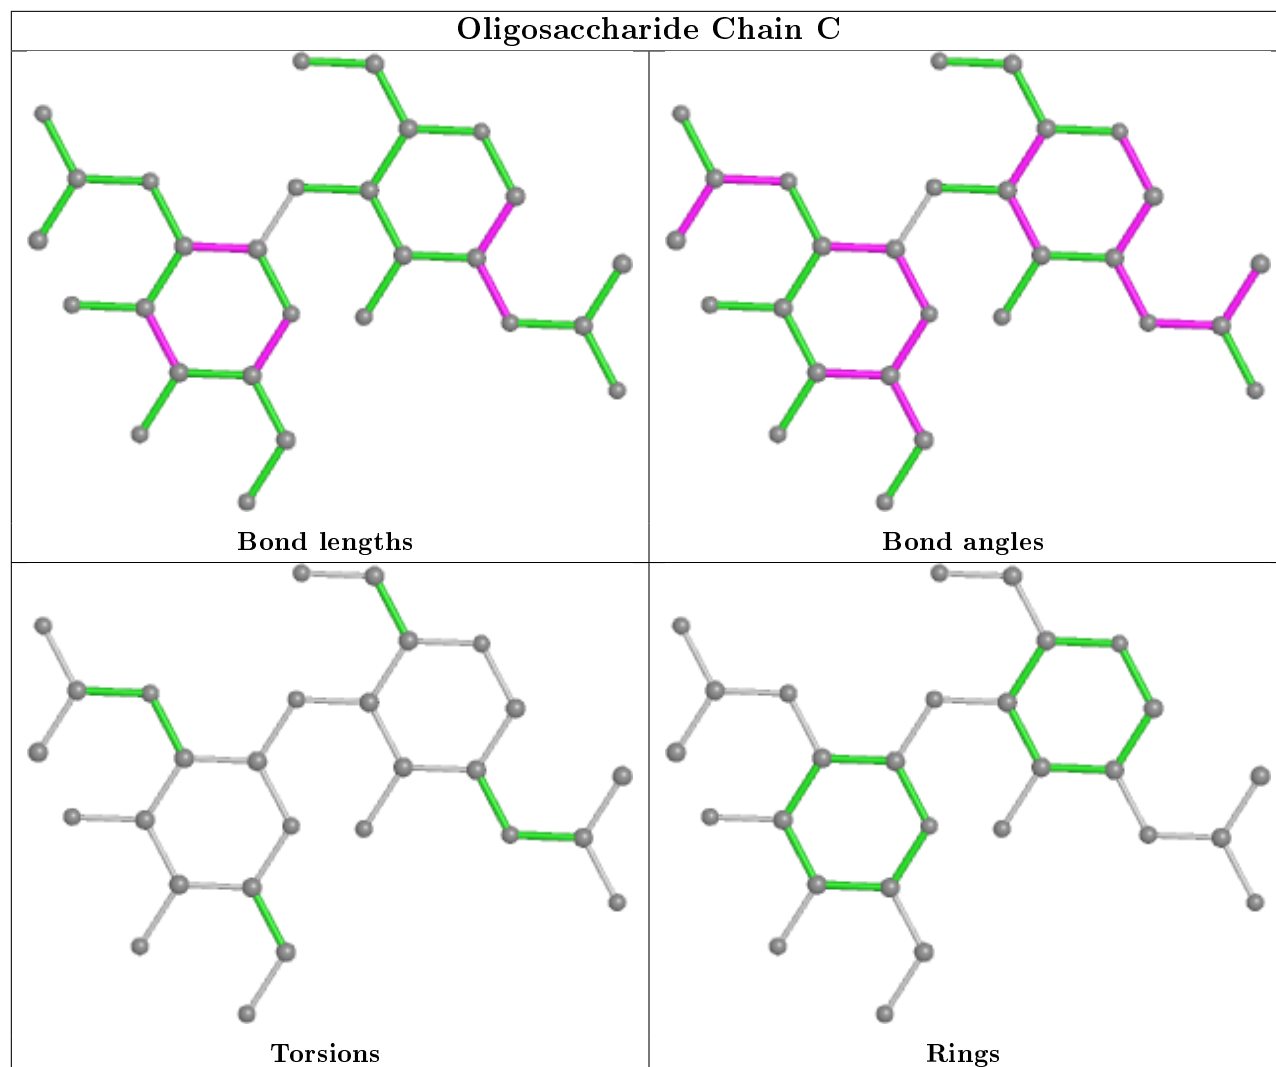 Oligosaccharide Chain C
Bond lengths
Bond angles
Torsions
Rings